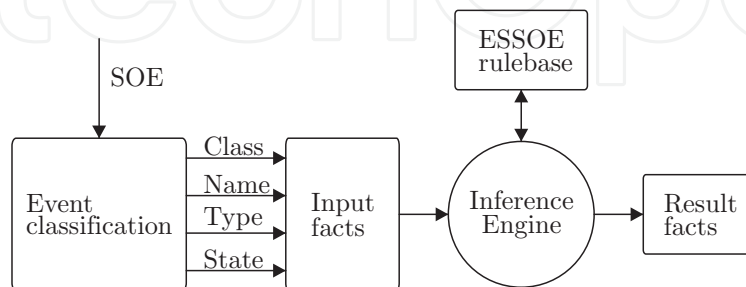 SOE
ESSOE
rulebase
Event
classification
Class
Name
Type
State
Input
facts
Inference
Engine
Result
facts